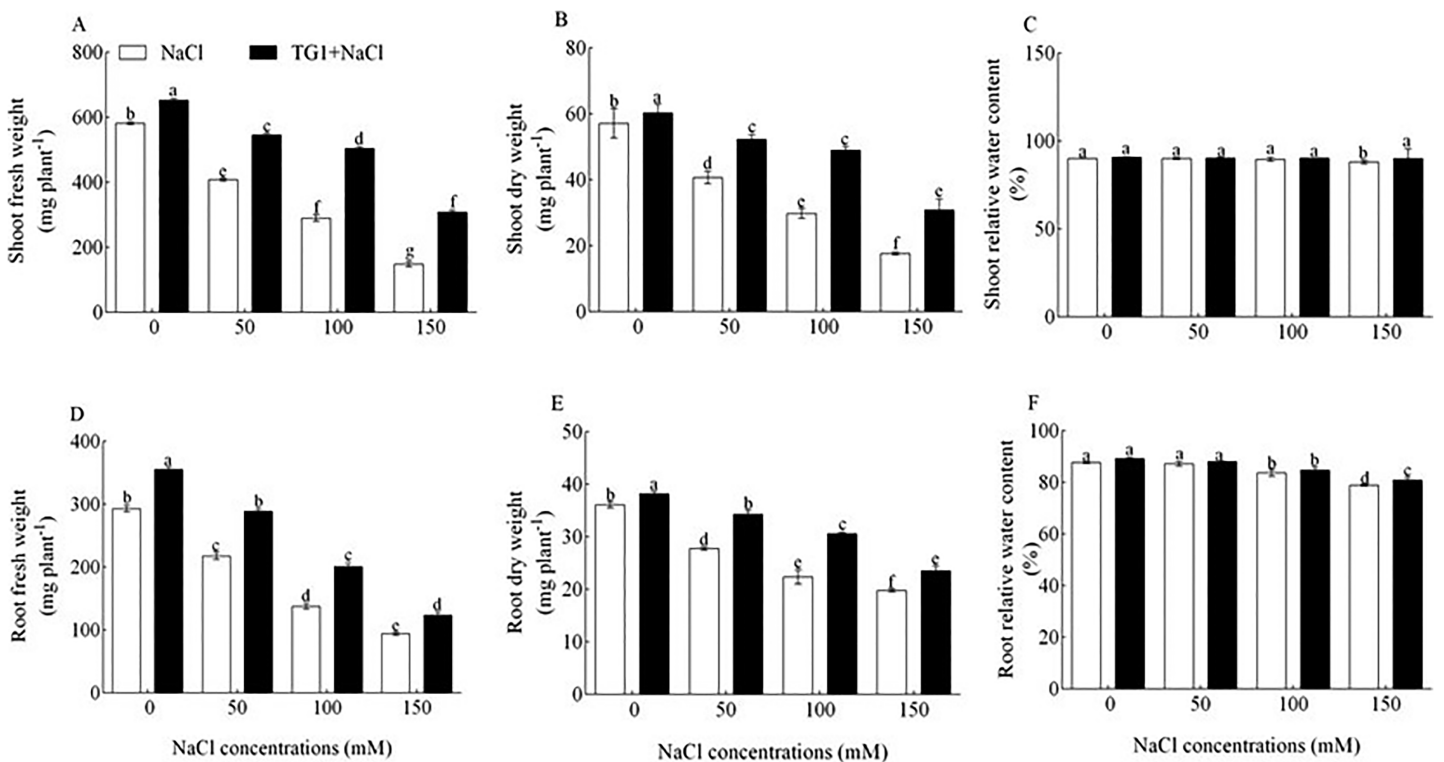 A
NaCl
TG1+NaCl
Shoot fresh weight
(mg plant-1)
800
600
400
200
0
b
a
e
c
f
d
g
f
0
50
100
150
B
Shoot dry weight
(mg plant-1)
80
60
40
20
0
b
a
d
c
e
c
f
e
0
50
100
150
C
Shoot relative water content
(%)
150
100
50
0
a
a
a
a
a
a
b
a
0
50
100
150
D
Root fresh weight
(mg plant-1)
400
300
200
100
0
b
a
c
b
d
c
e
d
0
50
100
150
NaCl concentrations (mM)
E
Root dry weight
(mg plant-1)
50
40
30
20
10
0
b
a
d
b
e
c
f
e
0
50
100
150
NaCl concentrations (mM)
F
Root relative water content
(%)
100
80
60
40
20
0
a
a
a
a
b
b
d
c
0
50
100
150
NaCl concentrations (mM)